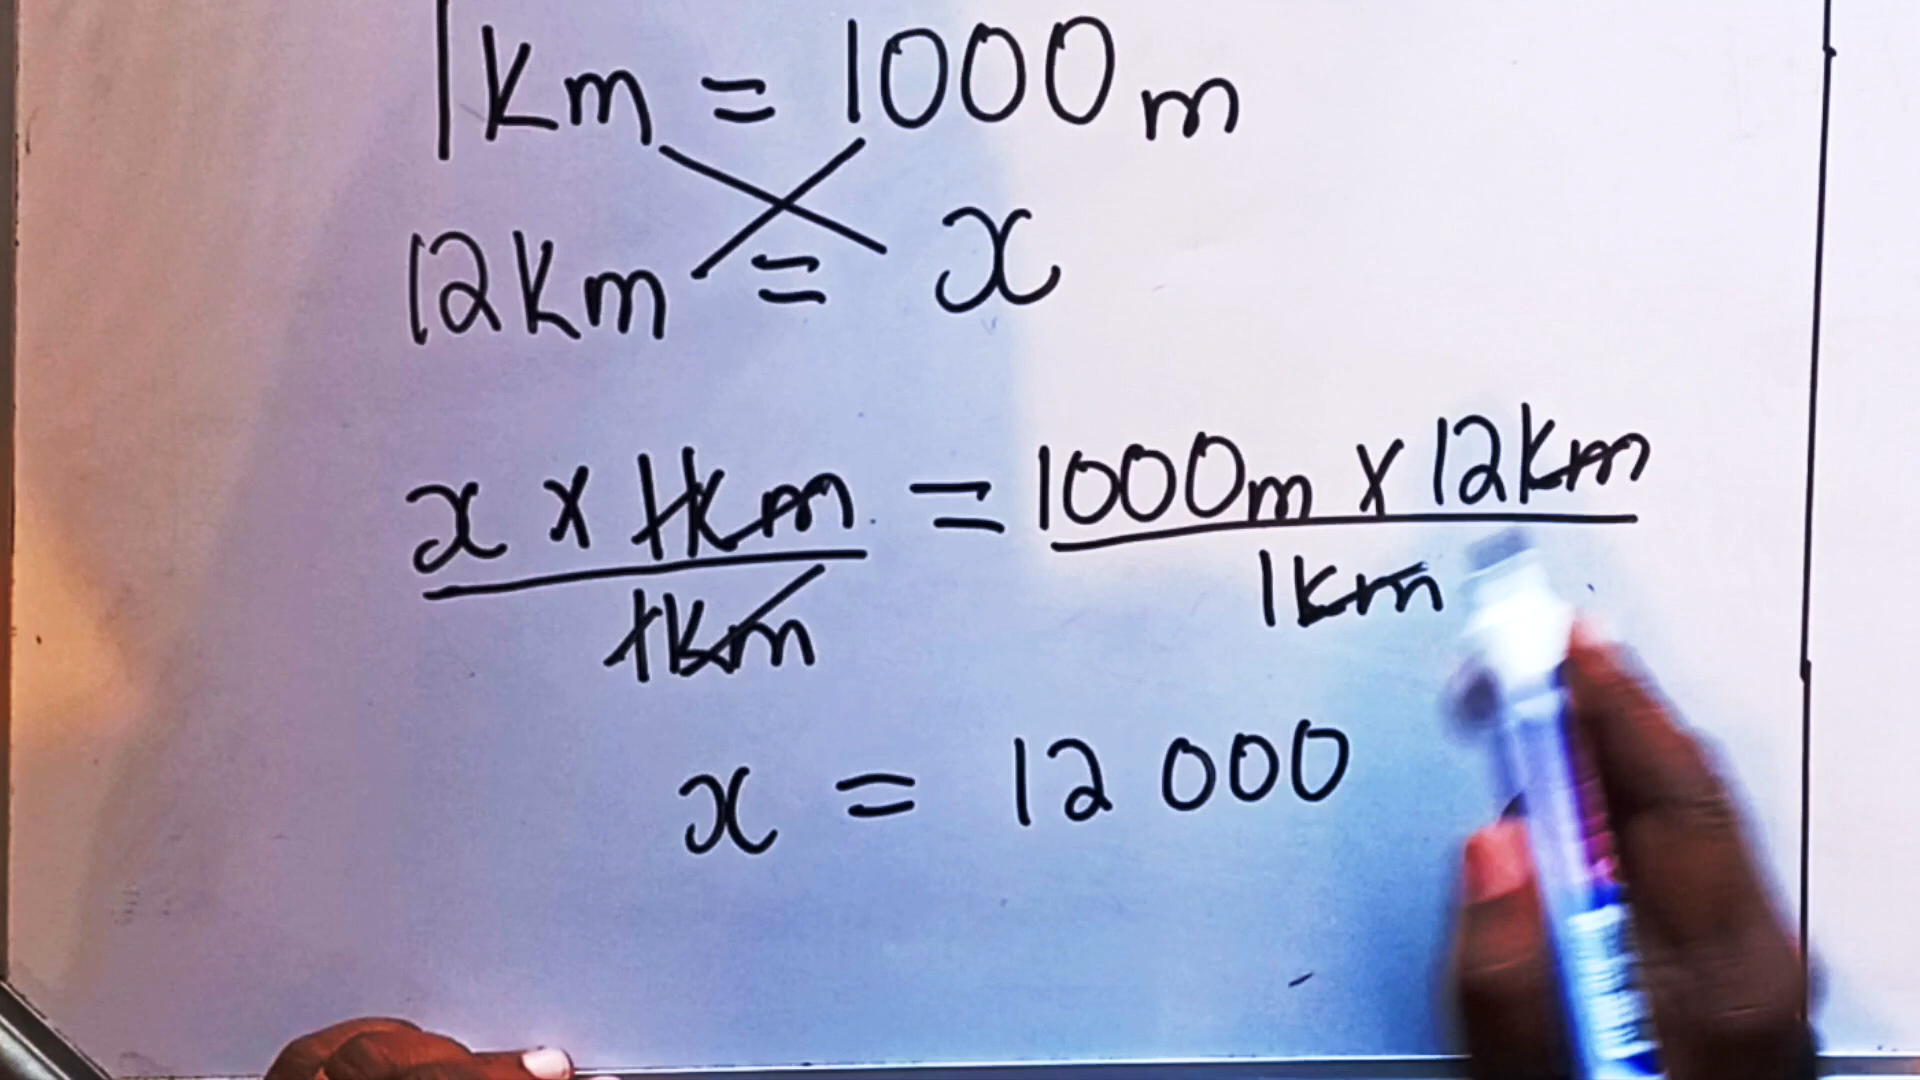 1km = 1000m
12km = x
x × 1km = 1000m × 12km
1km 1km
x = 12 000